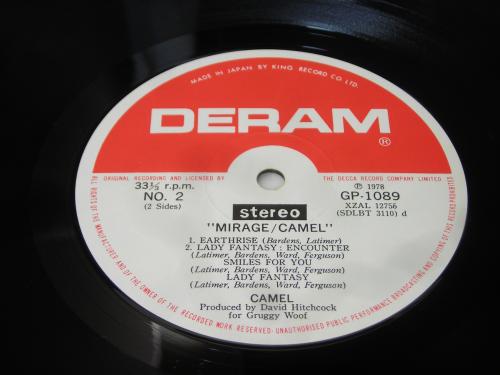 MADE IN JAPAN BY KING RECORD CO. LTD.
DERAM®
ORIGINAL RECORDING AND LICENSED BY THE DECCA RECORD COMPANY LIMITED
33⅓ r.p.m.
NO. 2
(2 Sides)
Ⓟ 1978
GP-1089
XZAL 12756
(SDLBT 3110) d
stereo
"MIRAGE/CAMEL"
1. EARTHRISE (Bardens, Latimer)
2. LADY FANTASY : ENCOUNTER
(Latimer, Bardens, Ward, Ferguson)
SMILES FOR YOU
(Latimer, Bardens, Ward, Ferguson)
LADY FANTASY
(Latimer, Bardens, Ward, Ferguson)
CAMEL
Produced by David Hitchcock
for Gruggy Woof
ALL RIGHTS OF THE MANUFACTURER AND OF THE OWNER OF THE RECORDED WORK RESERVED · UNAUTHORISED PUBLIC PERFORMANCE BROADCASTING AND COPYING OF THIS RECORD PROHIBITED